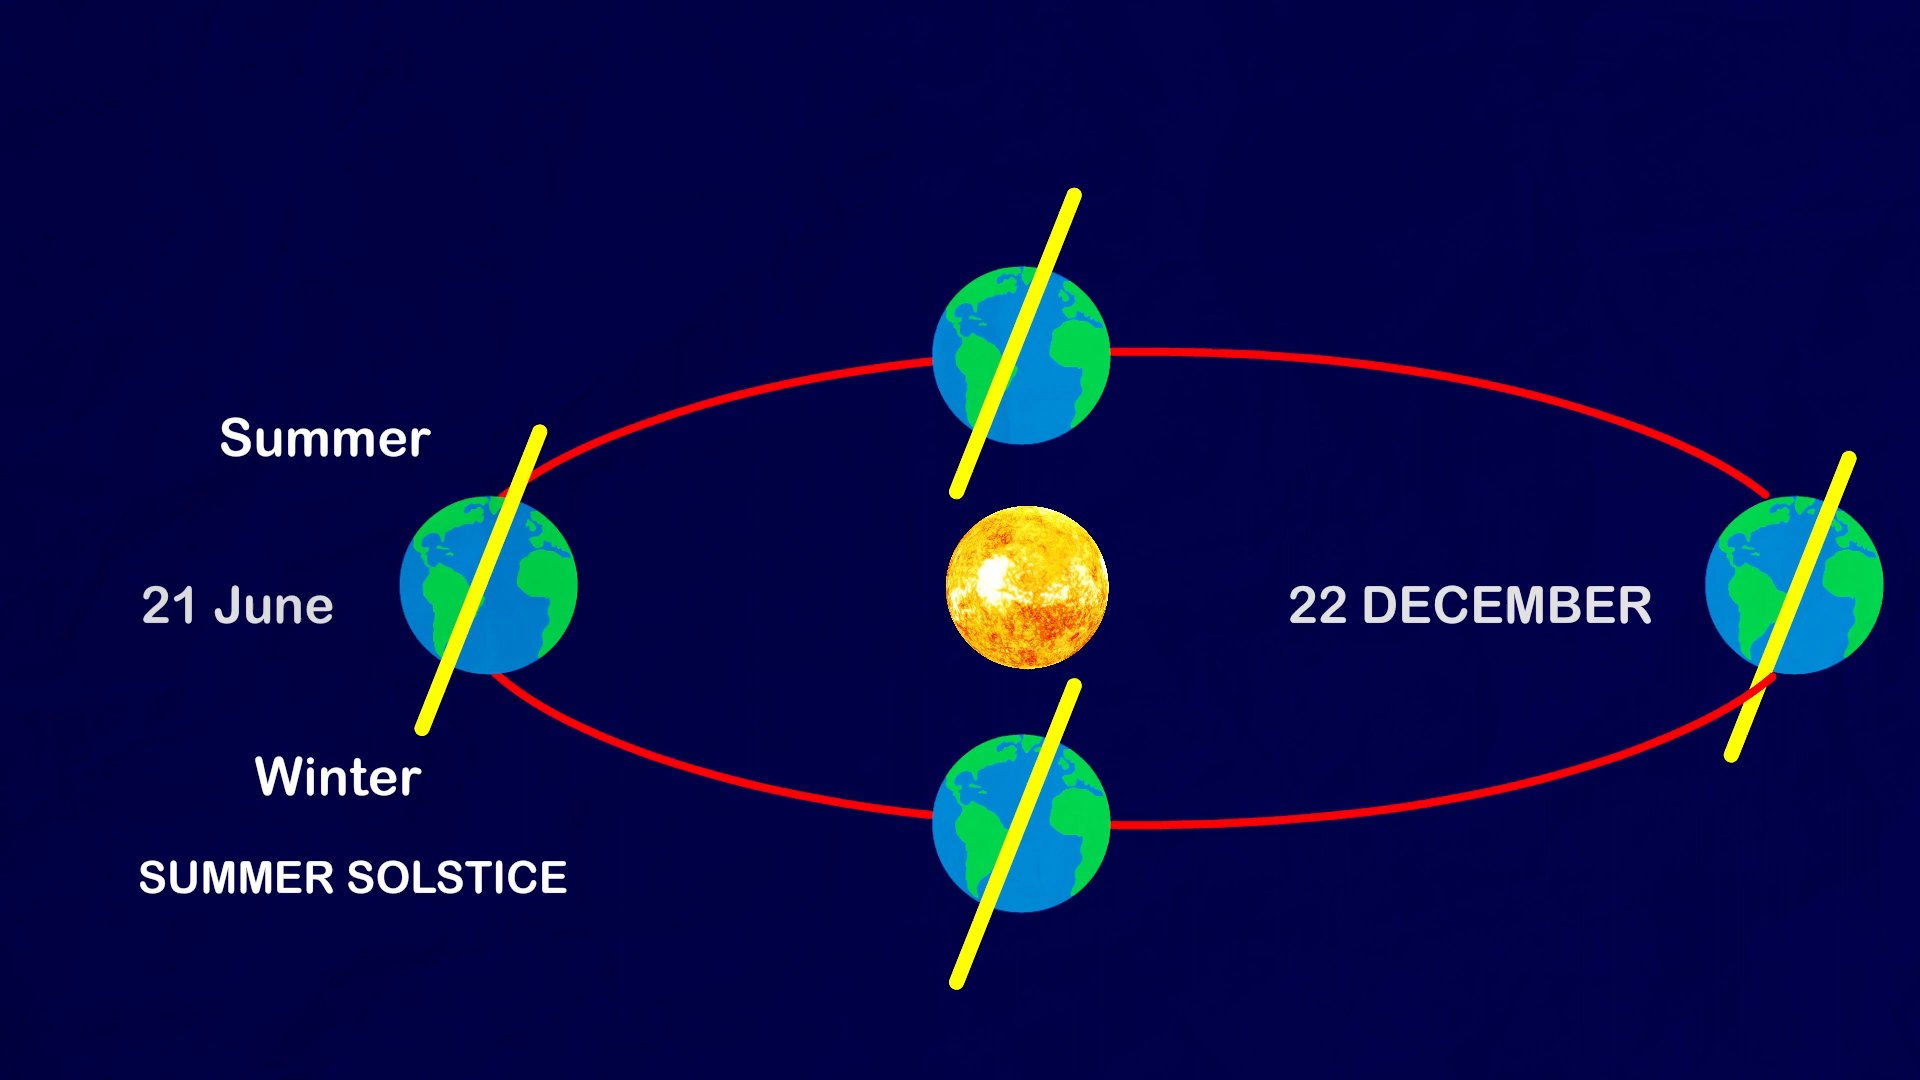 Summer
21 June
22 DECEMBER
Winter
SUMMER SOLSTICE